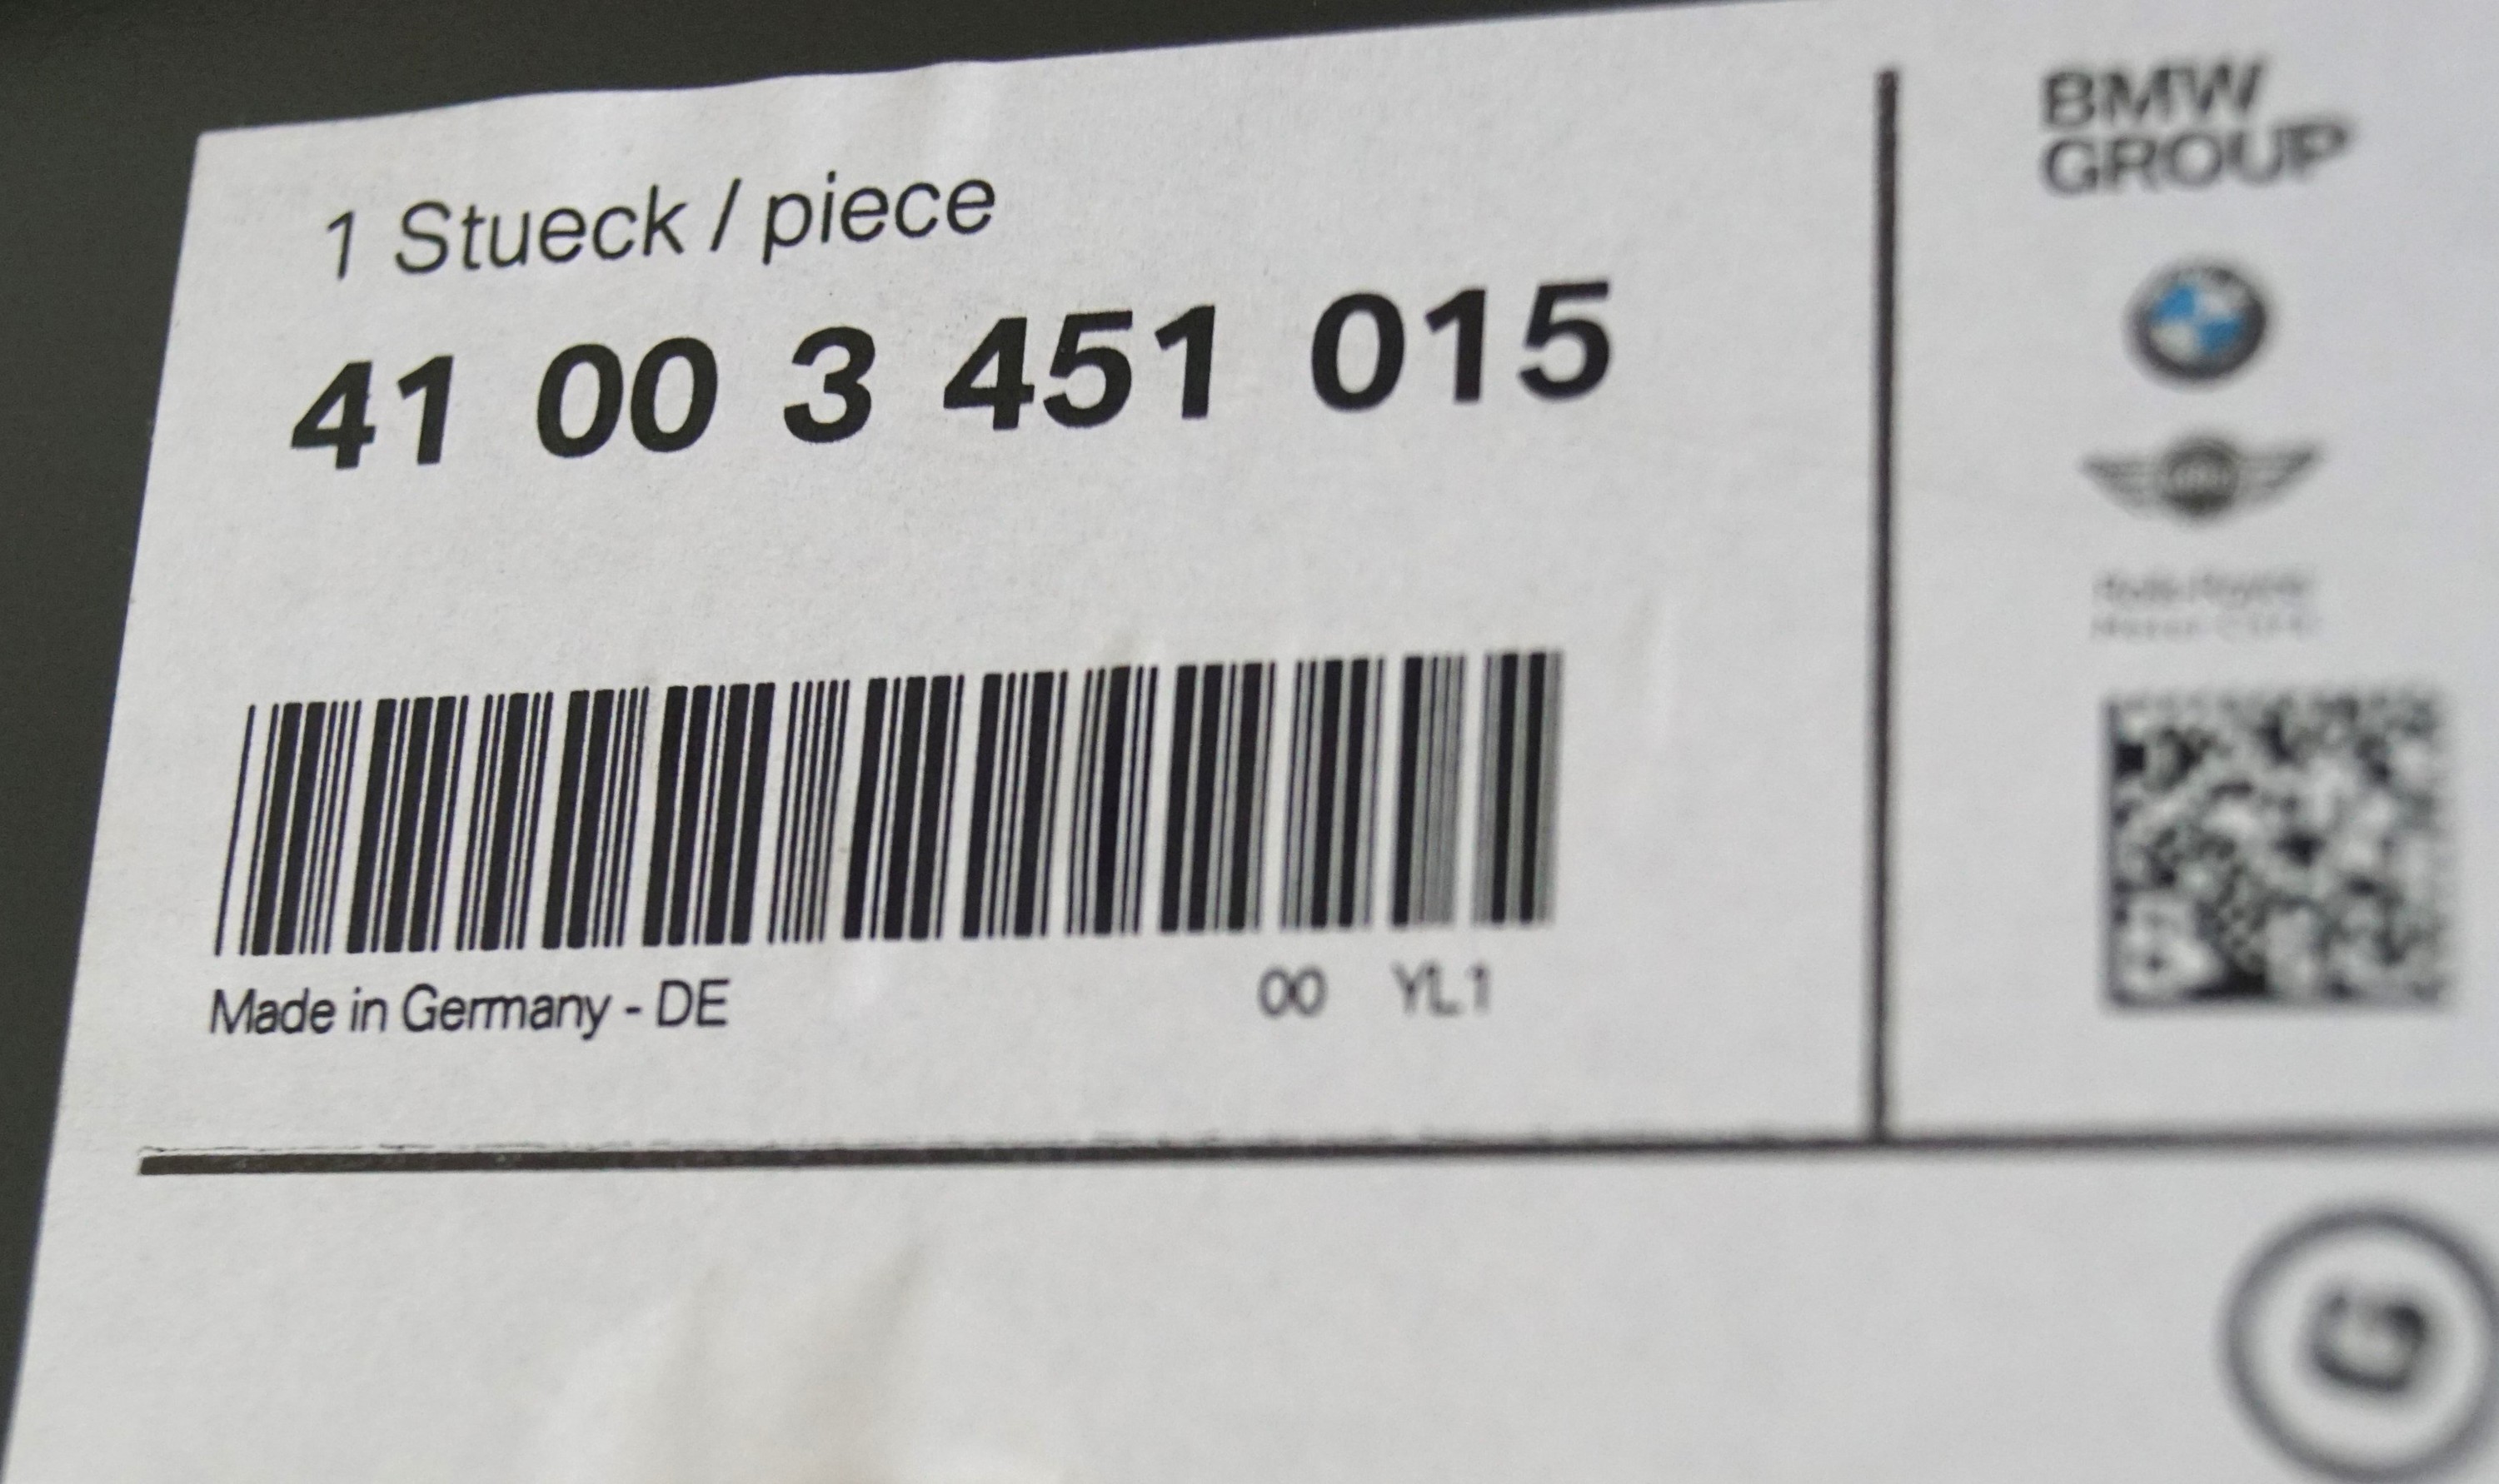 1 Stueck / piece
41 00 3 451 015
Made in Germany - DE
00 YL1
BMW
GROUP